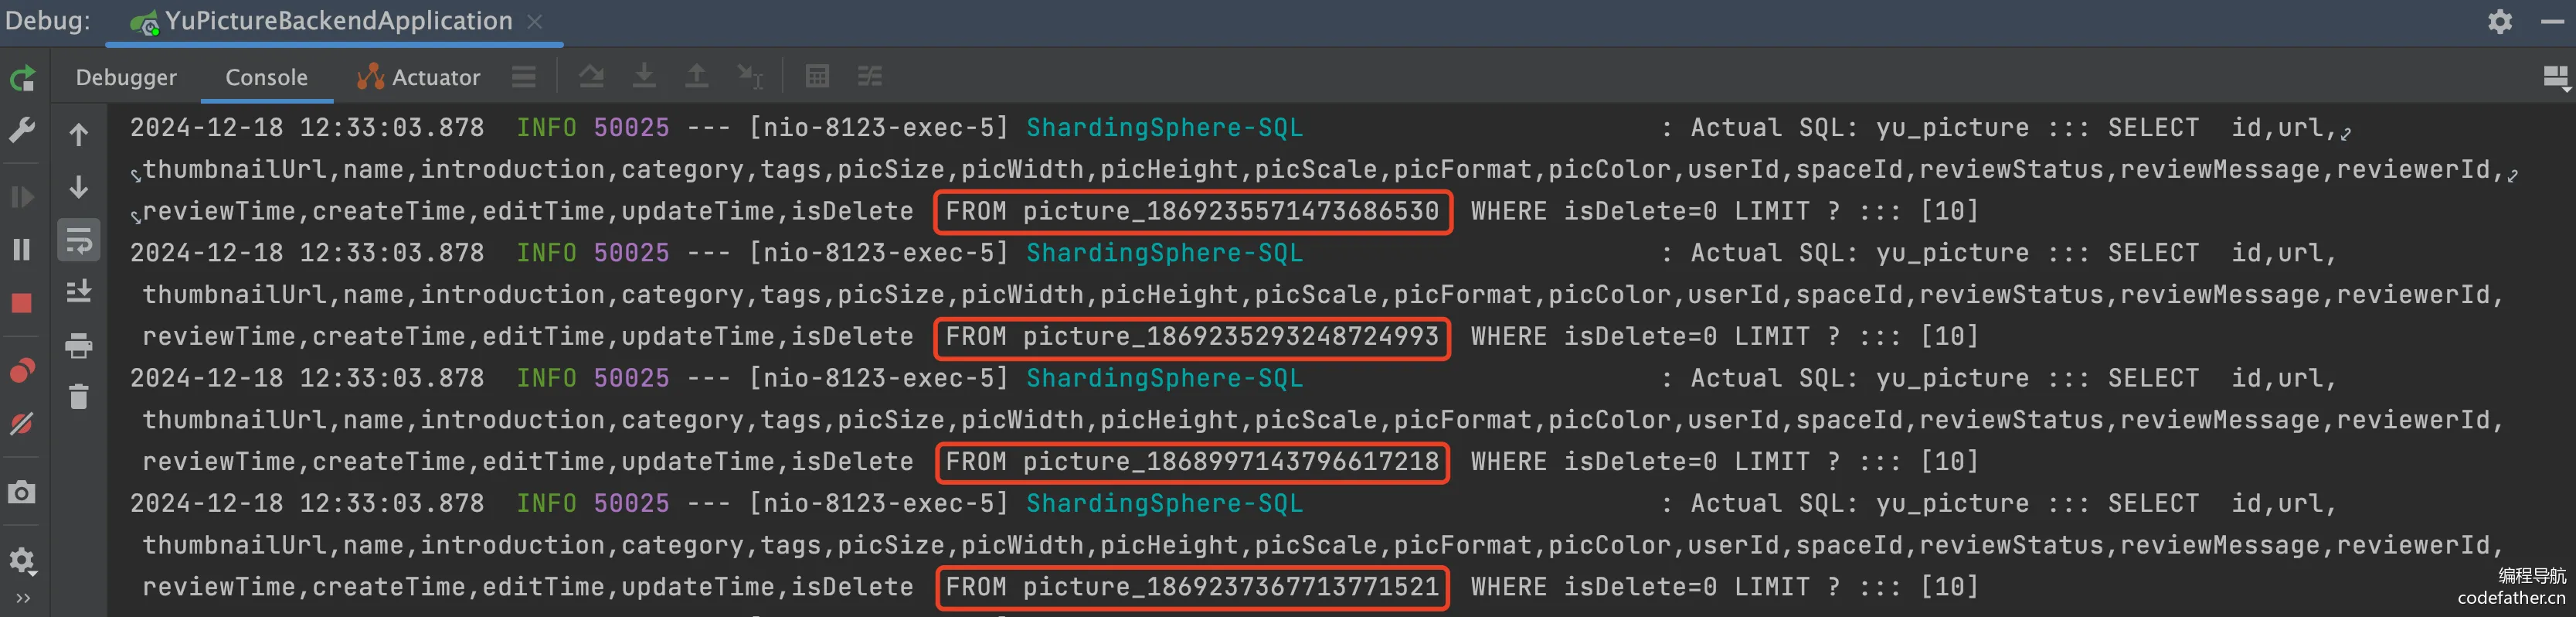 Debug: YuPictureBackendApplication
Debugger Console Actuator
2024-12-18 12:33:03.878 INFO 50025 --- [nio-8123-exec-5] ShardingSphere-SQL : Actual SQL: yu_picture ::: SELECT id,url,
thumbnailUrl,name,introduction,category,tags,picSize,picWidth,picHeight,picScale,picFormat,picColor,userId,spaceId,reviewStatus,reviewMessage,reviewerId,
reviewTime,createTime,editTime,updateTime,isDelete FROM picture_1869235571473686530 WHERE isDelete=0 LIMIT ? ::: [10]
2024-12-18 12:33:03.878 INFO 50025 --- [nio-8123-exec-5] ShardingSphere-SQL : Actual SQL: yu_picture ::: SELECT id,url,
thumbnailUrl,name,introduction,category,tags,picSize,picWidth,picHeight,picScale,picFormat,picColor,userId,spaceId,reviewStatus,reviewMessage,reviewerId,
reviewTime,createTime,editTime,updateTime,isDelete FROM picture_1869235293248724993 WHERE isDelete=0 LIMIT ? ::: [10]
2024-12-18 12:33:03.878 INFO 50025 --- [nio-8123-exec-5] ShardingSphere-SQL : Actual SQL: yu_picture ::: SELECT id,url,
thumbnailUrl,name,introduction,category,tags,picSize,picWidth,picHeight,picScale,picFormat,picColor,userId,spaceId,reviewStatus,reviewMessage,reviewerId,
reviewTime,createTime,editTime,updateTime,isDelete FROM picture_1868997143796617218 WHERE isDelete=0 LIMIT ? ::: [10]
2024-12-18 12:33:03.878 INFO 50025 --- [nio-8123-exec-5] ShardingSphere-SQL : Actual SQL: yu_picture ::: SELECT id,url,
thumbnailUrl,name,introduction,category,tags,picSize,picWidth,picHeight,picScale,picFormat,picColor,userId,spaceId,reviewStatus,reviewMessage,reviewerId,
reviewTime,createTime,editTime,updateTime,isDelete FROM picture_1869237367713771521 WHERE isDelete=0 LIMIT ? ::: [10]
编程导航
codefather.cn